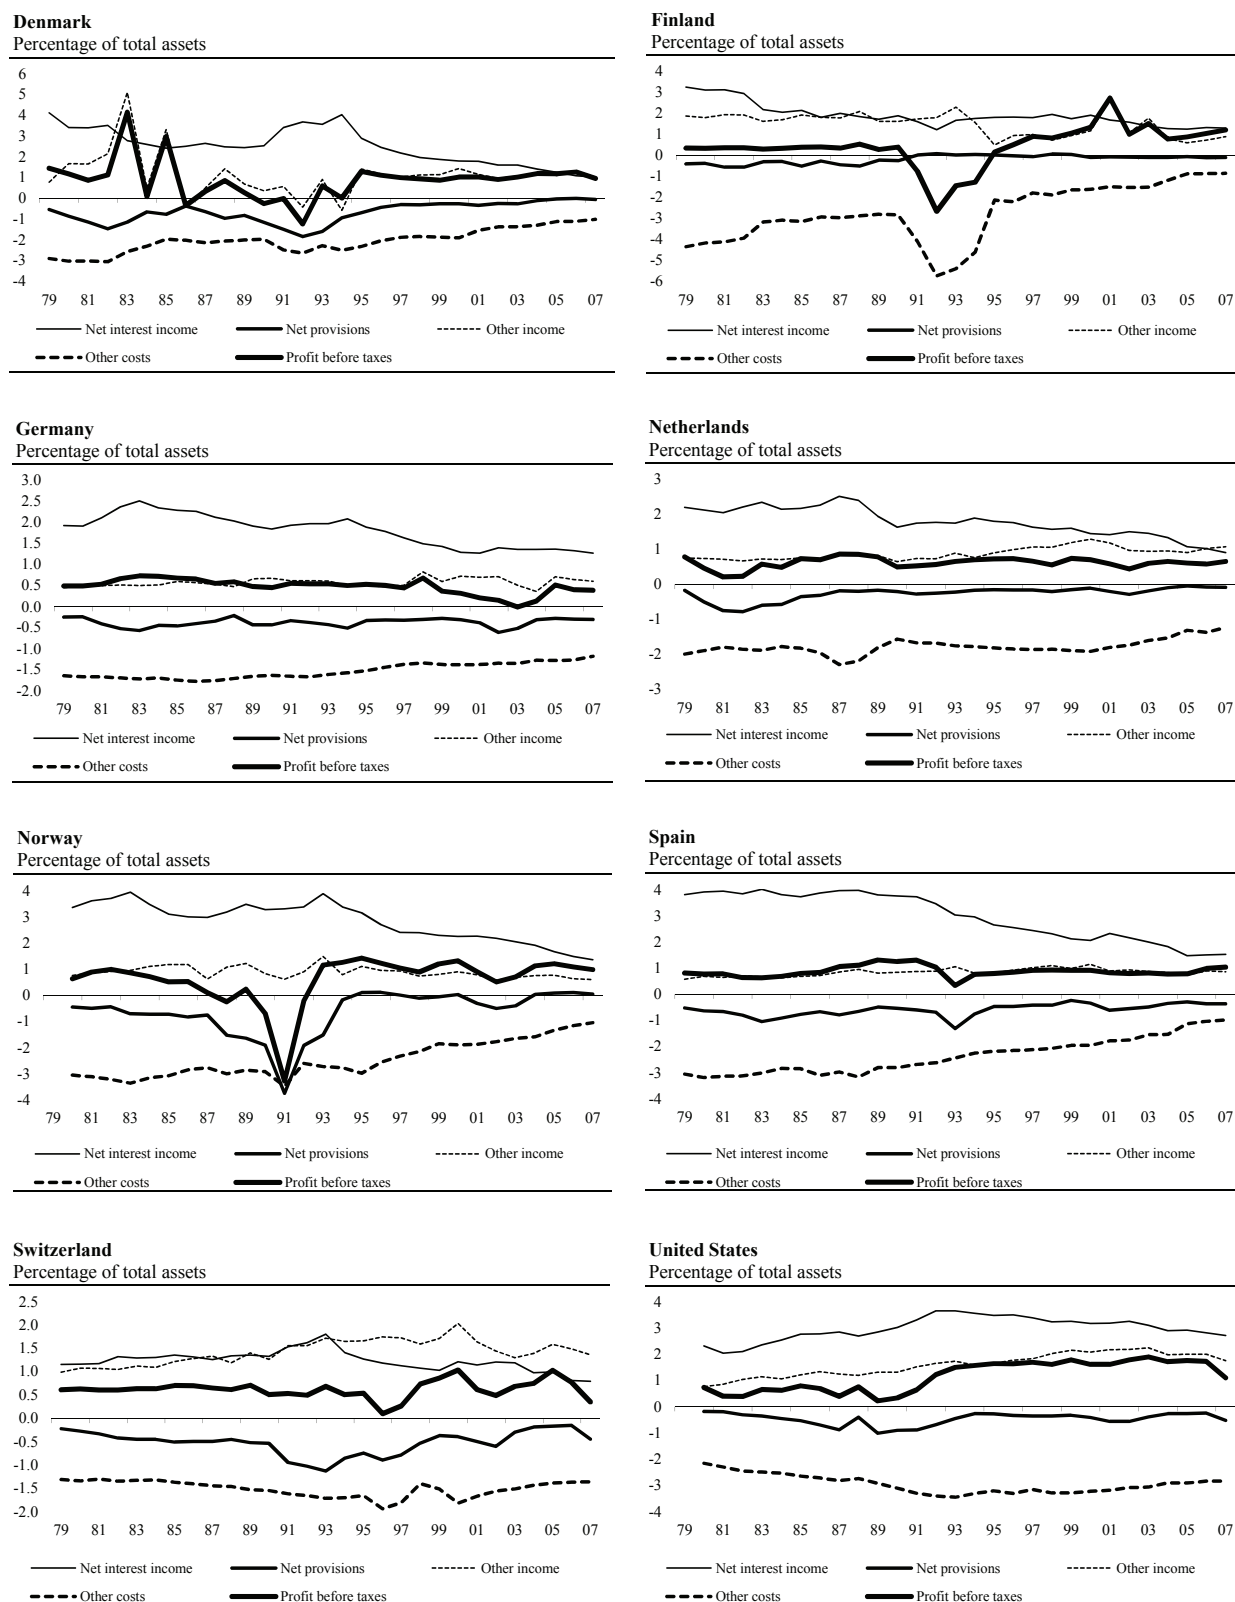 Denmark
Percentage of total assets
6
5
4
3
2
1
0
-1
-2
-3
-4
79 81 83 85 87 89 91 93 95 97 99 01 03 05 07
Net interest income Net provisions Other income
Other costs Profit before taxes
Finland
Percentage of total assets
4
3
2
1
0
-1
-2
-3
-4
-5
-6
79 81 83 85 87 89 91 93 95 97 99 01 03 05 07
Net interest income Net provisions Other income
Other costs Profit before taxes
Germany
Percentage of total assets
3.0
2.5
2.0
1.5
1.0
0.5
0.0
-0.5
-1.0
-1.5
-2.0
79 81 83 85 87 89 91 93 95 97 99 01 03 05 07
Net interest income Net provisions Other income
Other costs Profit before taxes
Netherlands
Percentage of total assets
3
2
1
0
-1
-2
-3
79 81 83 85 87 89 91 93 95 97 99 01 03 05 07
Net interest income Net provisions Other income
Other costs Profit before taxes
Norway
Percentage of total assets
4
3
2
1
0
-1
-2
-3
-4
79 81 83 85 87 89 91 93 95 97 99 01 03 05 07
Net interest income Net provisions Other income
Other costs Profit before taxes
Spain
Percentage of total assets
4
3
2
1
0
-1
-2
-3
-4
79 81 83 85 87 89 91 93 95 97 99 01 03 05 07
Net interest income Net provisions Other income
Other costs Profit before taxes
Switzerland
Percentage of total assets
2.5
2.0
1.5
1.0
0.5
0.0
-0.5
-1.0
-1.5
-2.0
79 81 83 85 87 89 91 93 95 97 99 01 03 05 07
Net interest income Net provisions Other income
Other costs Profit before taxes
United States
Percentage of total assets
4
3
2
1
0
-1
-2
-3
-4
79 81 83 85 87 89 91 93 95 97 99 01 03 05 07
Net interest income Net provisions Other income
Other costs Profit before taxes